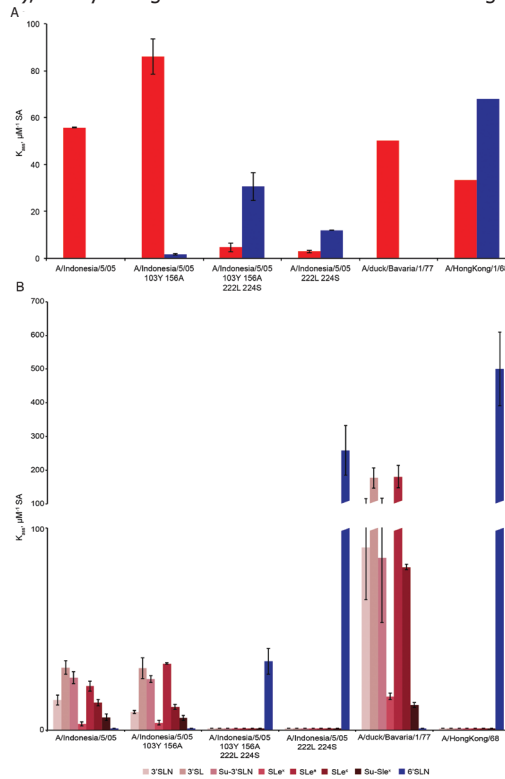 A
100
80
60
40
20
0
Kass, µM⁻¹ SA
A/Indonesia/5/05
A/Indonesia/5/05
103Y 156A
A/Indonesia/5/05
103Y 156A
222L 224S
A/Indonesia/5/05
222L 224S
A/duck/Bavaria/1/77
A/HongKong/1/68
B
700
600
500
400
300
200
100
100
0
Kass, µM⁻¹ SA
A/Indonesia/5/05
A/Indonesia/5/05
103Y 156A
A/Indonesia/5/05
103Y 156A
222L 224S
A/Indonesia/5/05
222L 224S
A/duck/Bavaria/1/77
A/HongKong/68
3'SLN 3'SL Su-3'SLN Su-Sleˣ 6'SLN